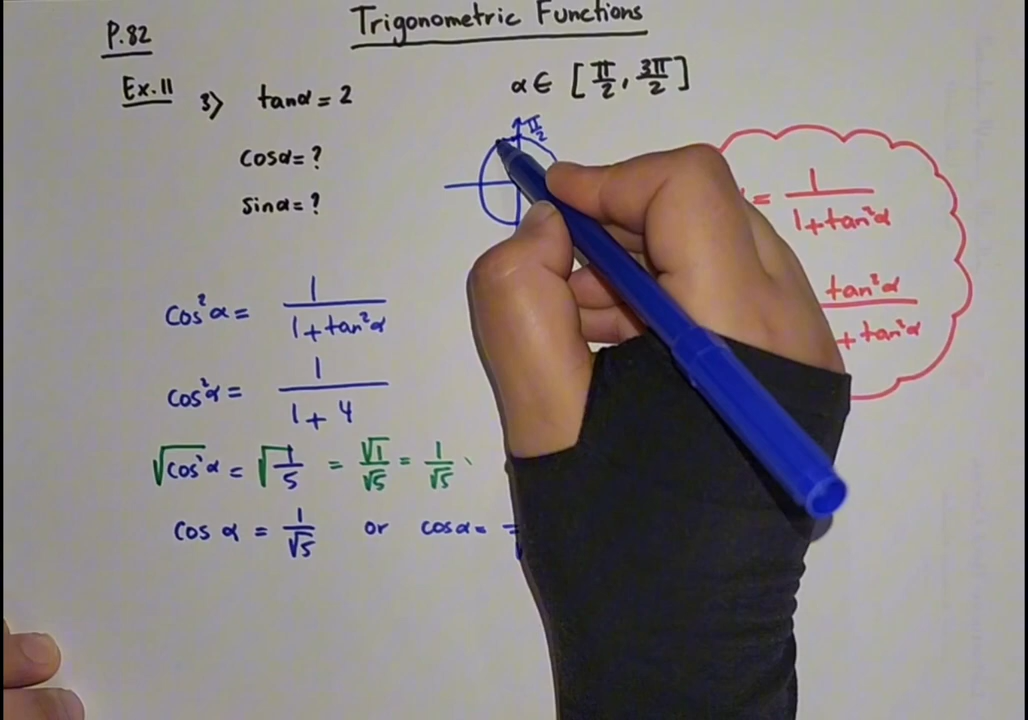 P.82
Trigonometric Functions
Ex.11 3) tanα = 2
α ∈ [π/2, 3π/2]
π/2
cosα = ?
sinα = ?
= 1/(1+tan²α)
tan²α/+tan²α
cos²α = 1/(1+tan²α)
cos²α = 1/(1+4)
√cos²α = √1/5 = √1/√5 = 1/√5
cos α = 1/√5 or cosα =